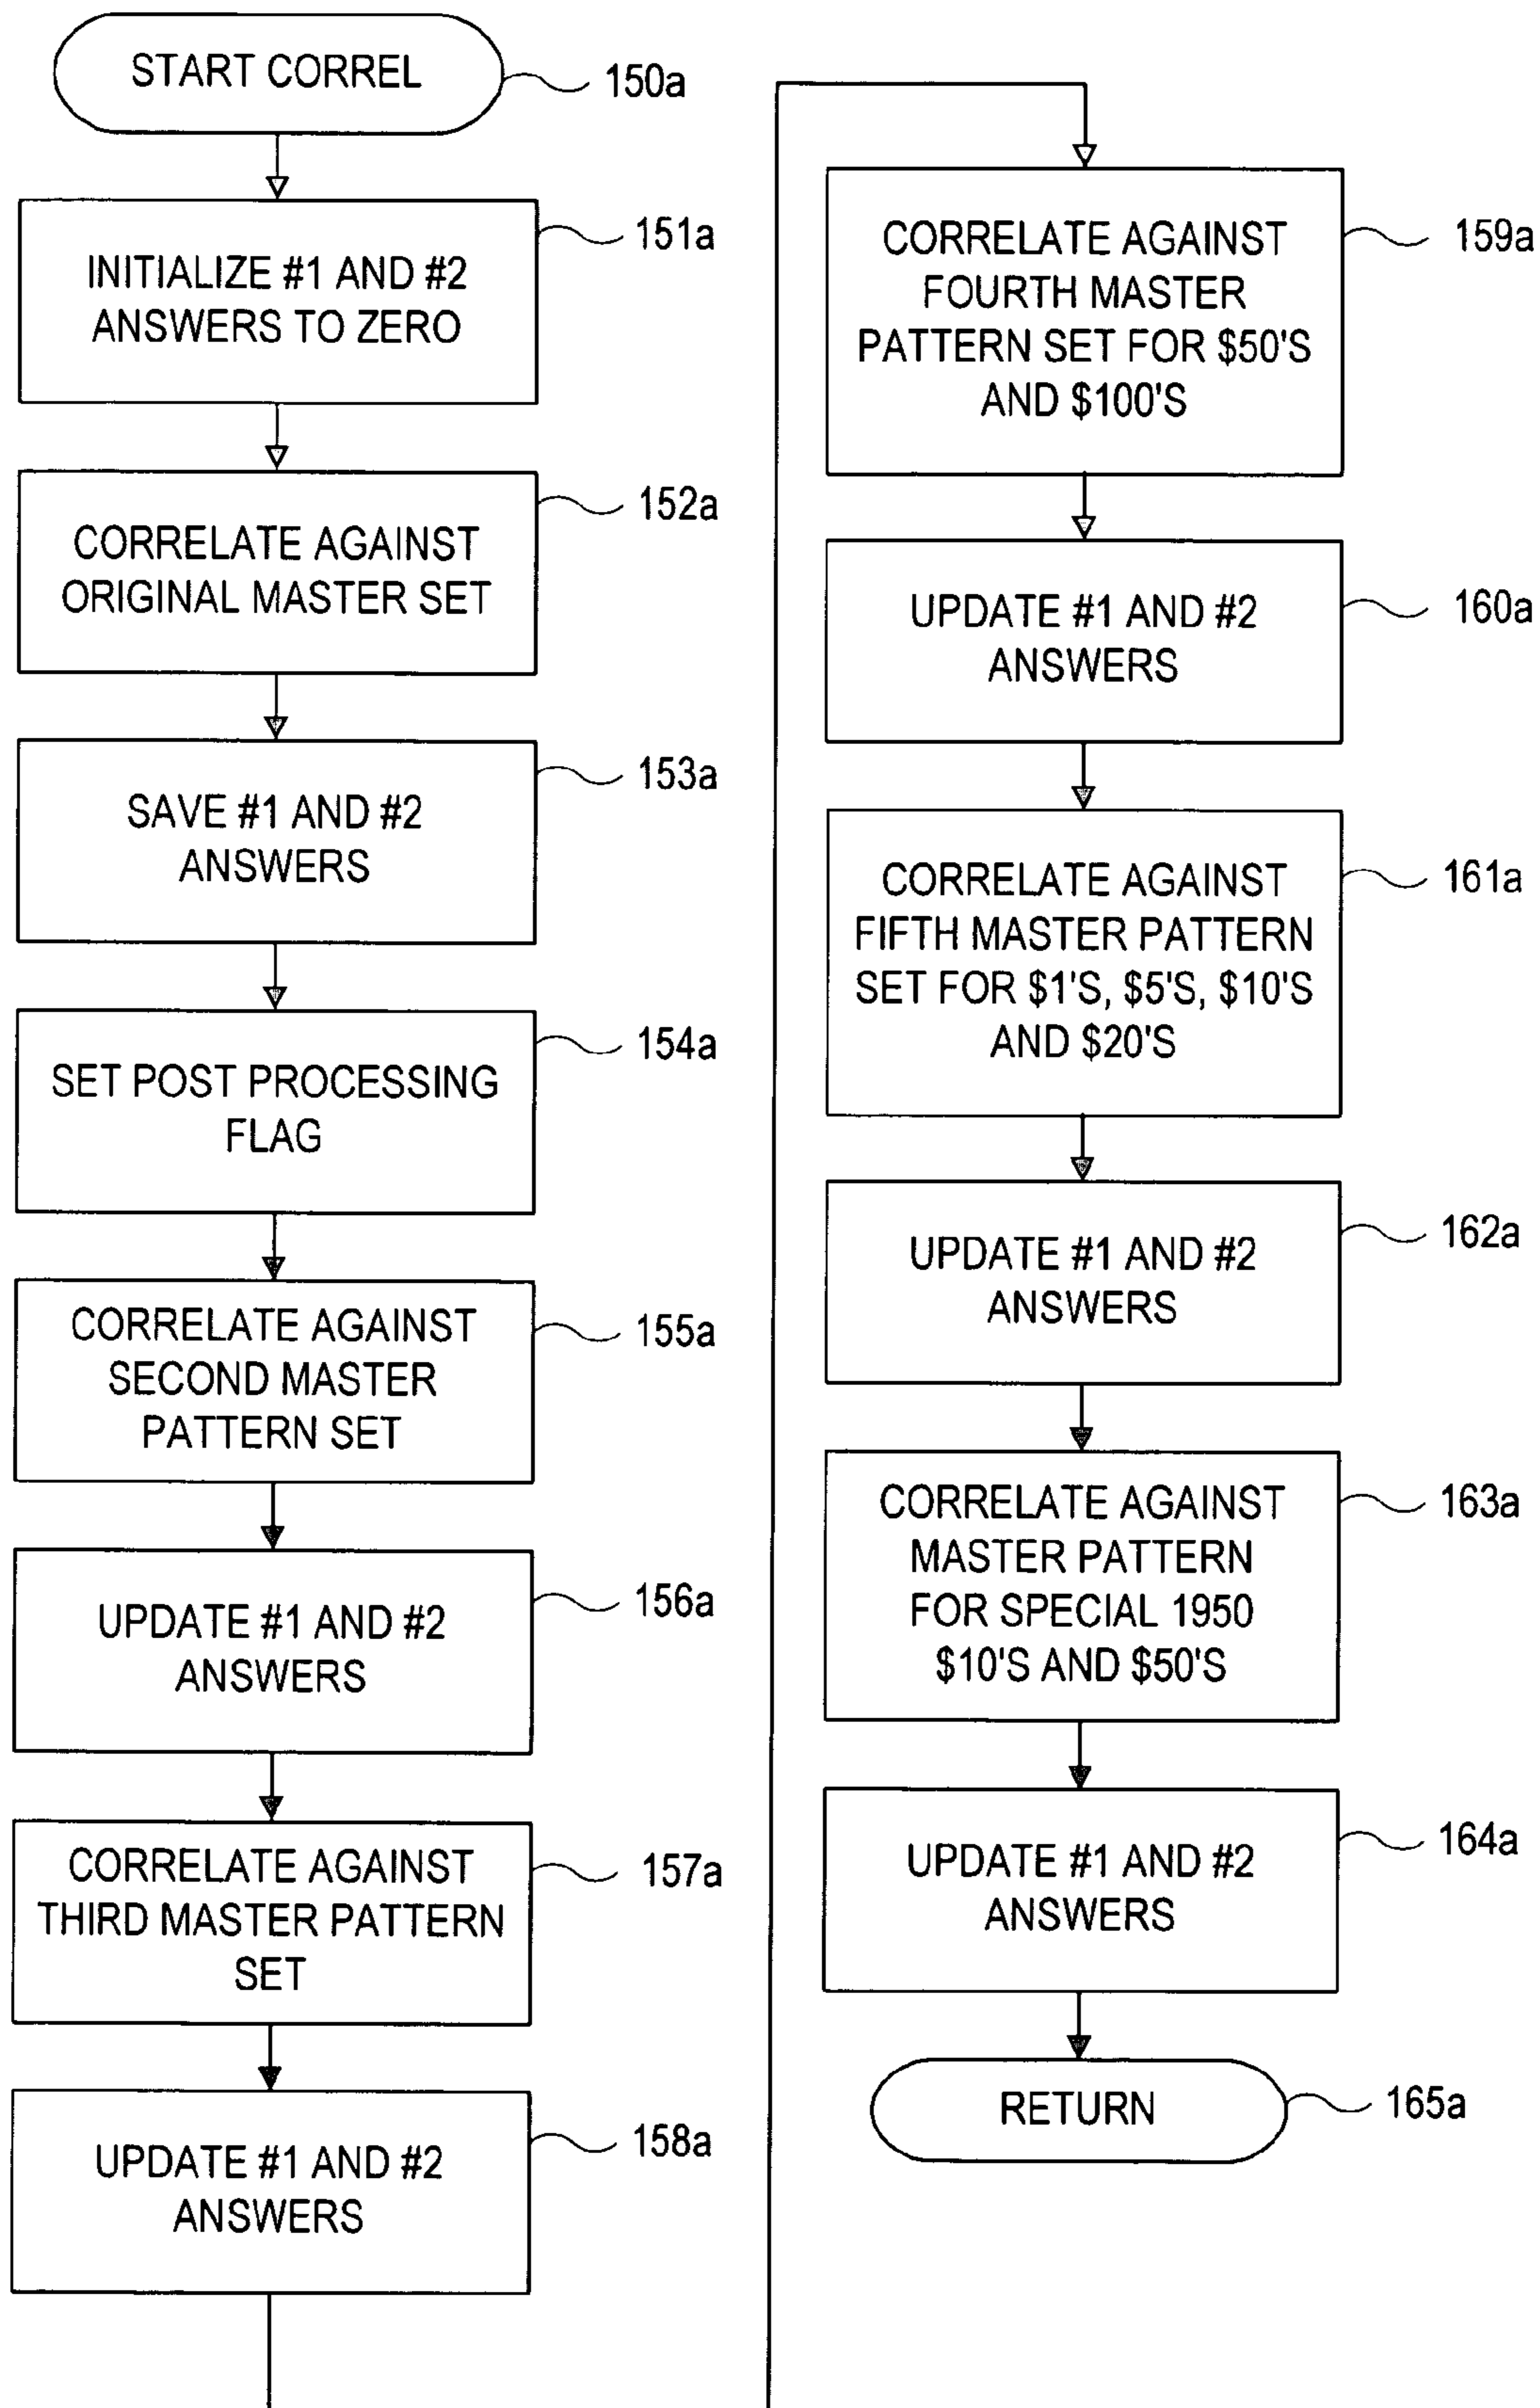 START CORREL
150a
INITIALIZE #1 AND #2
ANSWERS TO ZERO
151a
CORRELATE AGAINST
ORIGINAL MASTER SET
152a
SAVE #1 AND #2
ANSWERS
153a
SET POST PROCESSING
FLAG
154a
CORRELATE AGAINST
SECOND MASTER
PATTERN SET
155a
UPDATE #1 AND #2
ANSWERS
156a
CORRELATE AGAINST
THIRD MASTER PATTERN
SET
157a
UPDATE #1 AND #2
ANSWERS
158a
CORRELATE AGAINST
FOURTH MASTER
PATTERN SET FOR $50'S
AND $100'S
159a
UPDATE #1 AND #2
ANSWERS
160a
CORRELATE AGAINST
FIFTH MASTER PATTERN
SET FOR $1'S, $5'S, $10'S
AND $20'S
161a
UPDATE #1 AND #2
ANSWERS
162a
CORRELATE AGAINST
MASTER PATTERN
FOR SPECIAL 1950
$10'S AND $50'S
163a
UPDATE #1 AND #2
ANSWERS
164a
RETURN
165a